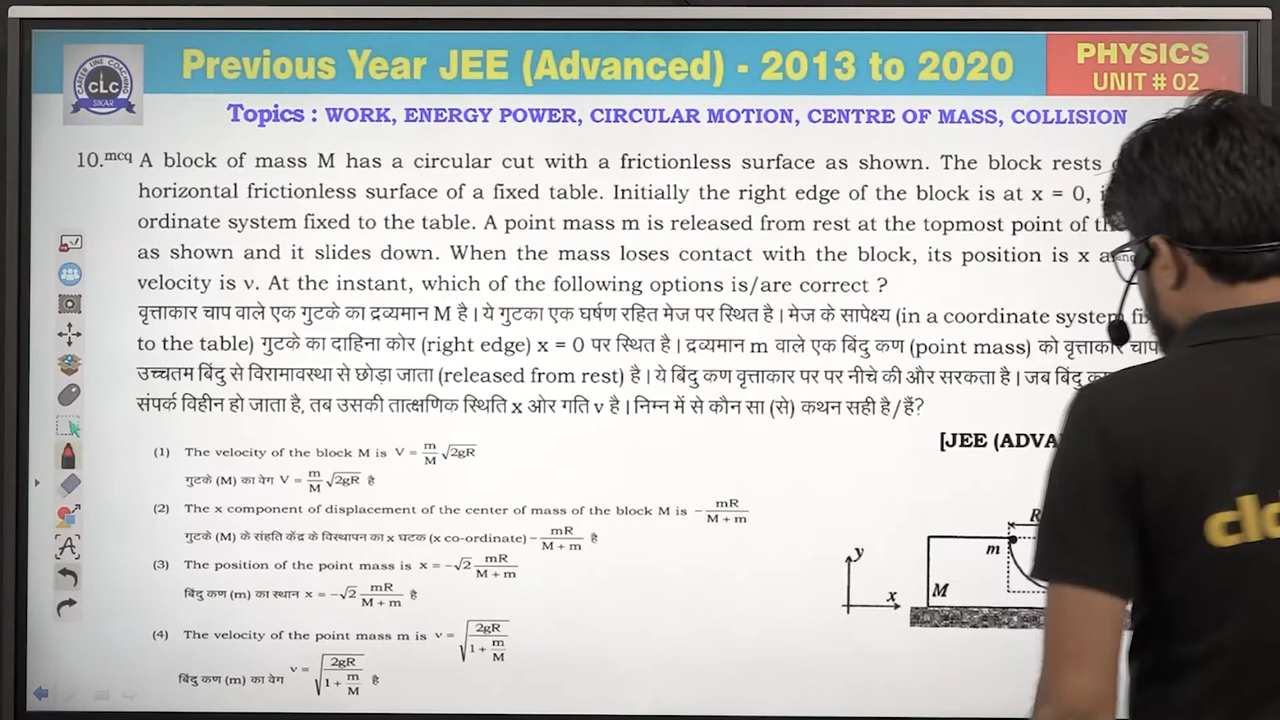 CAREER LINE COACHING
CLC
SIKAR
Previous Year JEE (Advanced) - 2013 to 2020
PHYSICS
UNIT # 02
Topics : WORK, ENERGY POWER, CIRCULAR MOTION, CENTRE OF MASS, COLLISION
10.mcq A block of mass M has a circular cut with a frictionless surface as shown. The block rests
horizontal frictionless surface of a fixed table. Initially the right edge of the block is at x = 0,
ordinate system fixed to the table. A point mass m is released from rest at the topmost point of
as shown and it slides down. When the mass loses contact with the block, its position is x
velocity is v. At the instant, which of the following options is/are correct ?
वृत्ताकार चाप वाले एक गुटके का द्रव्यमान M है। ये गुटका एक घर्षण रहित मेज पर स्थित है। मेज के सापेक्ष्य (in a coordinate system
to the table) गुटके का दाहिना कोर (right edge) x = 0 पर स्थित है। द्रव्यमान m वाले एक बिंदु कण (point mass) को वृत्ताकार चाप
उच्चतम बिंदु से विरामावस्था से छोड़ा जाता (released from rest) है। ये बिंदु कण वृत्ताकार पर पर नीचे की और सरकता है। जब बिंदु
संपर्क विहीन हो जाता है, तब उसकी तात्क्षणिक स्थिति x ओर गति v है। निम्न में से कौन सा (से) कथन सही है/हैं?
[JEE (ADVA
(1) The velocity of the block M is V = m/M √2gR
गुटके (M) का वेग V = m/M √2gR है
(2) The x component of displacement of the center of mass of the block M is − mR/M + m
गुटके (M) के संहति केंद्र के विस्थापन का x घटक (x co-ordinate) − mR/M + m है
(3) The position of the point mass is x = −√2 mR/M + m
बिंदु कण (m) का स्थान x = −√2 mR/M + m है
(4) The velocity of the point mass m is v = √(2gR/(1 + m/M))
बिंदु कण (m) का वेग v = √(2gR/(1 + m/M)) है
R
y
m
x
M
clc